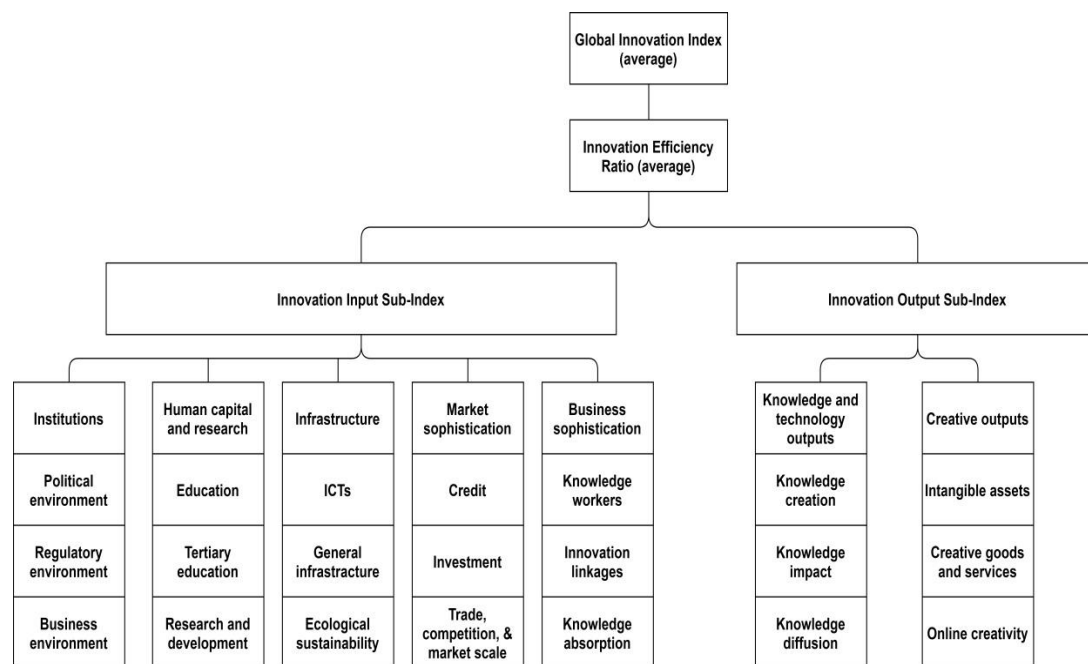 Global Innovation Index
(average)
Innovation Efficiency
Ratio (average)
Innovation Input Sub-Index
Innovation Output Sub-Index
Institutions
Political
environment
Regulatory
environment
Business
environment
Human capital
and research
Education
Tertiary
education
Research and
development
Infrastructure
ICTs
General
infrastracture
Ecological
sustainability
Market
sophistication
Credit
Investment
Trade,
competition, &
market scale
Business
sophistication
Knowledge
workers
Innovation
linkages
Knowledge
absorption
Knowledge and
technology
outputs
Knowledge
creation
Knowledge
impact
Knowledge
diffusion
Creative outputs
Intangible assets
Creative goods
and services
Online creativity